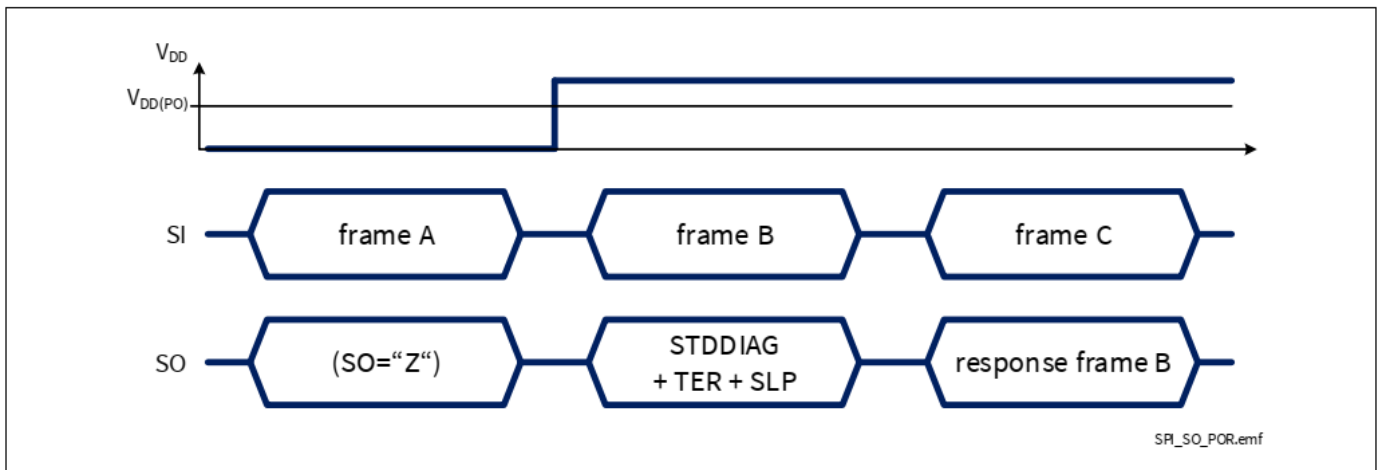 VDD
VDD(PO)
SI
frame A
frame B
frame C
SO
(SO=“Z“)
STDDIAG
+ TER + SLP
response frame B
SPI_SO_POR.emf